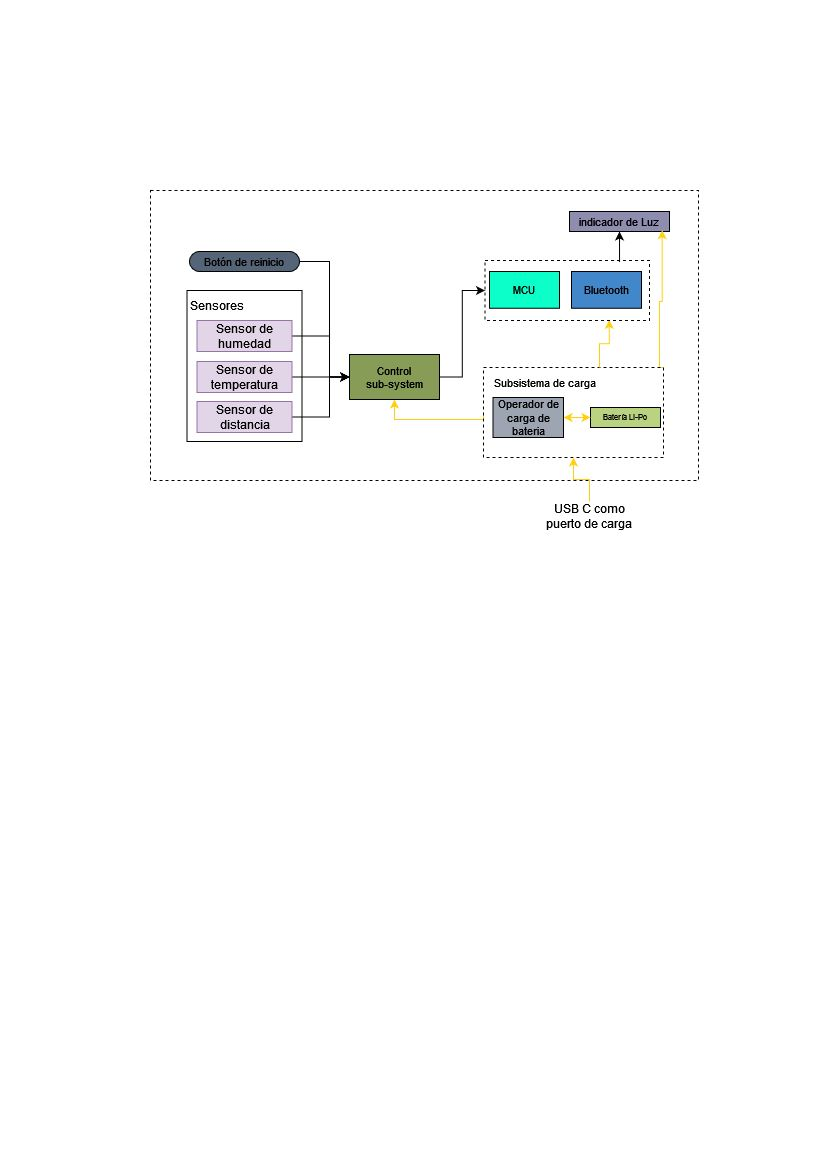 indicador de Luz
Botón de reinicio
MCU
Bluetooth
Sensores
Sensor de
humedad
Sensor de
temperatura
Sensor de
distancia
Control
sub-system
Subsistema de carga
Operador de
carga de
bateria
Batería LI-Po
USB C como
puerto de carga